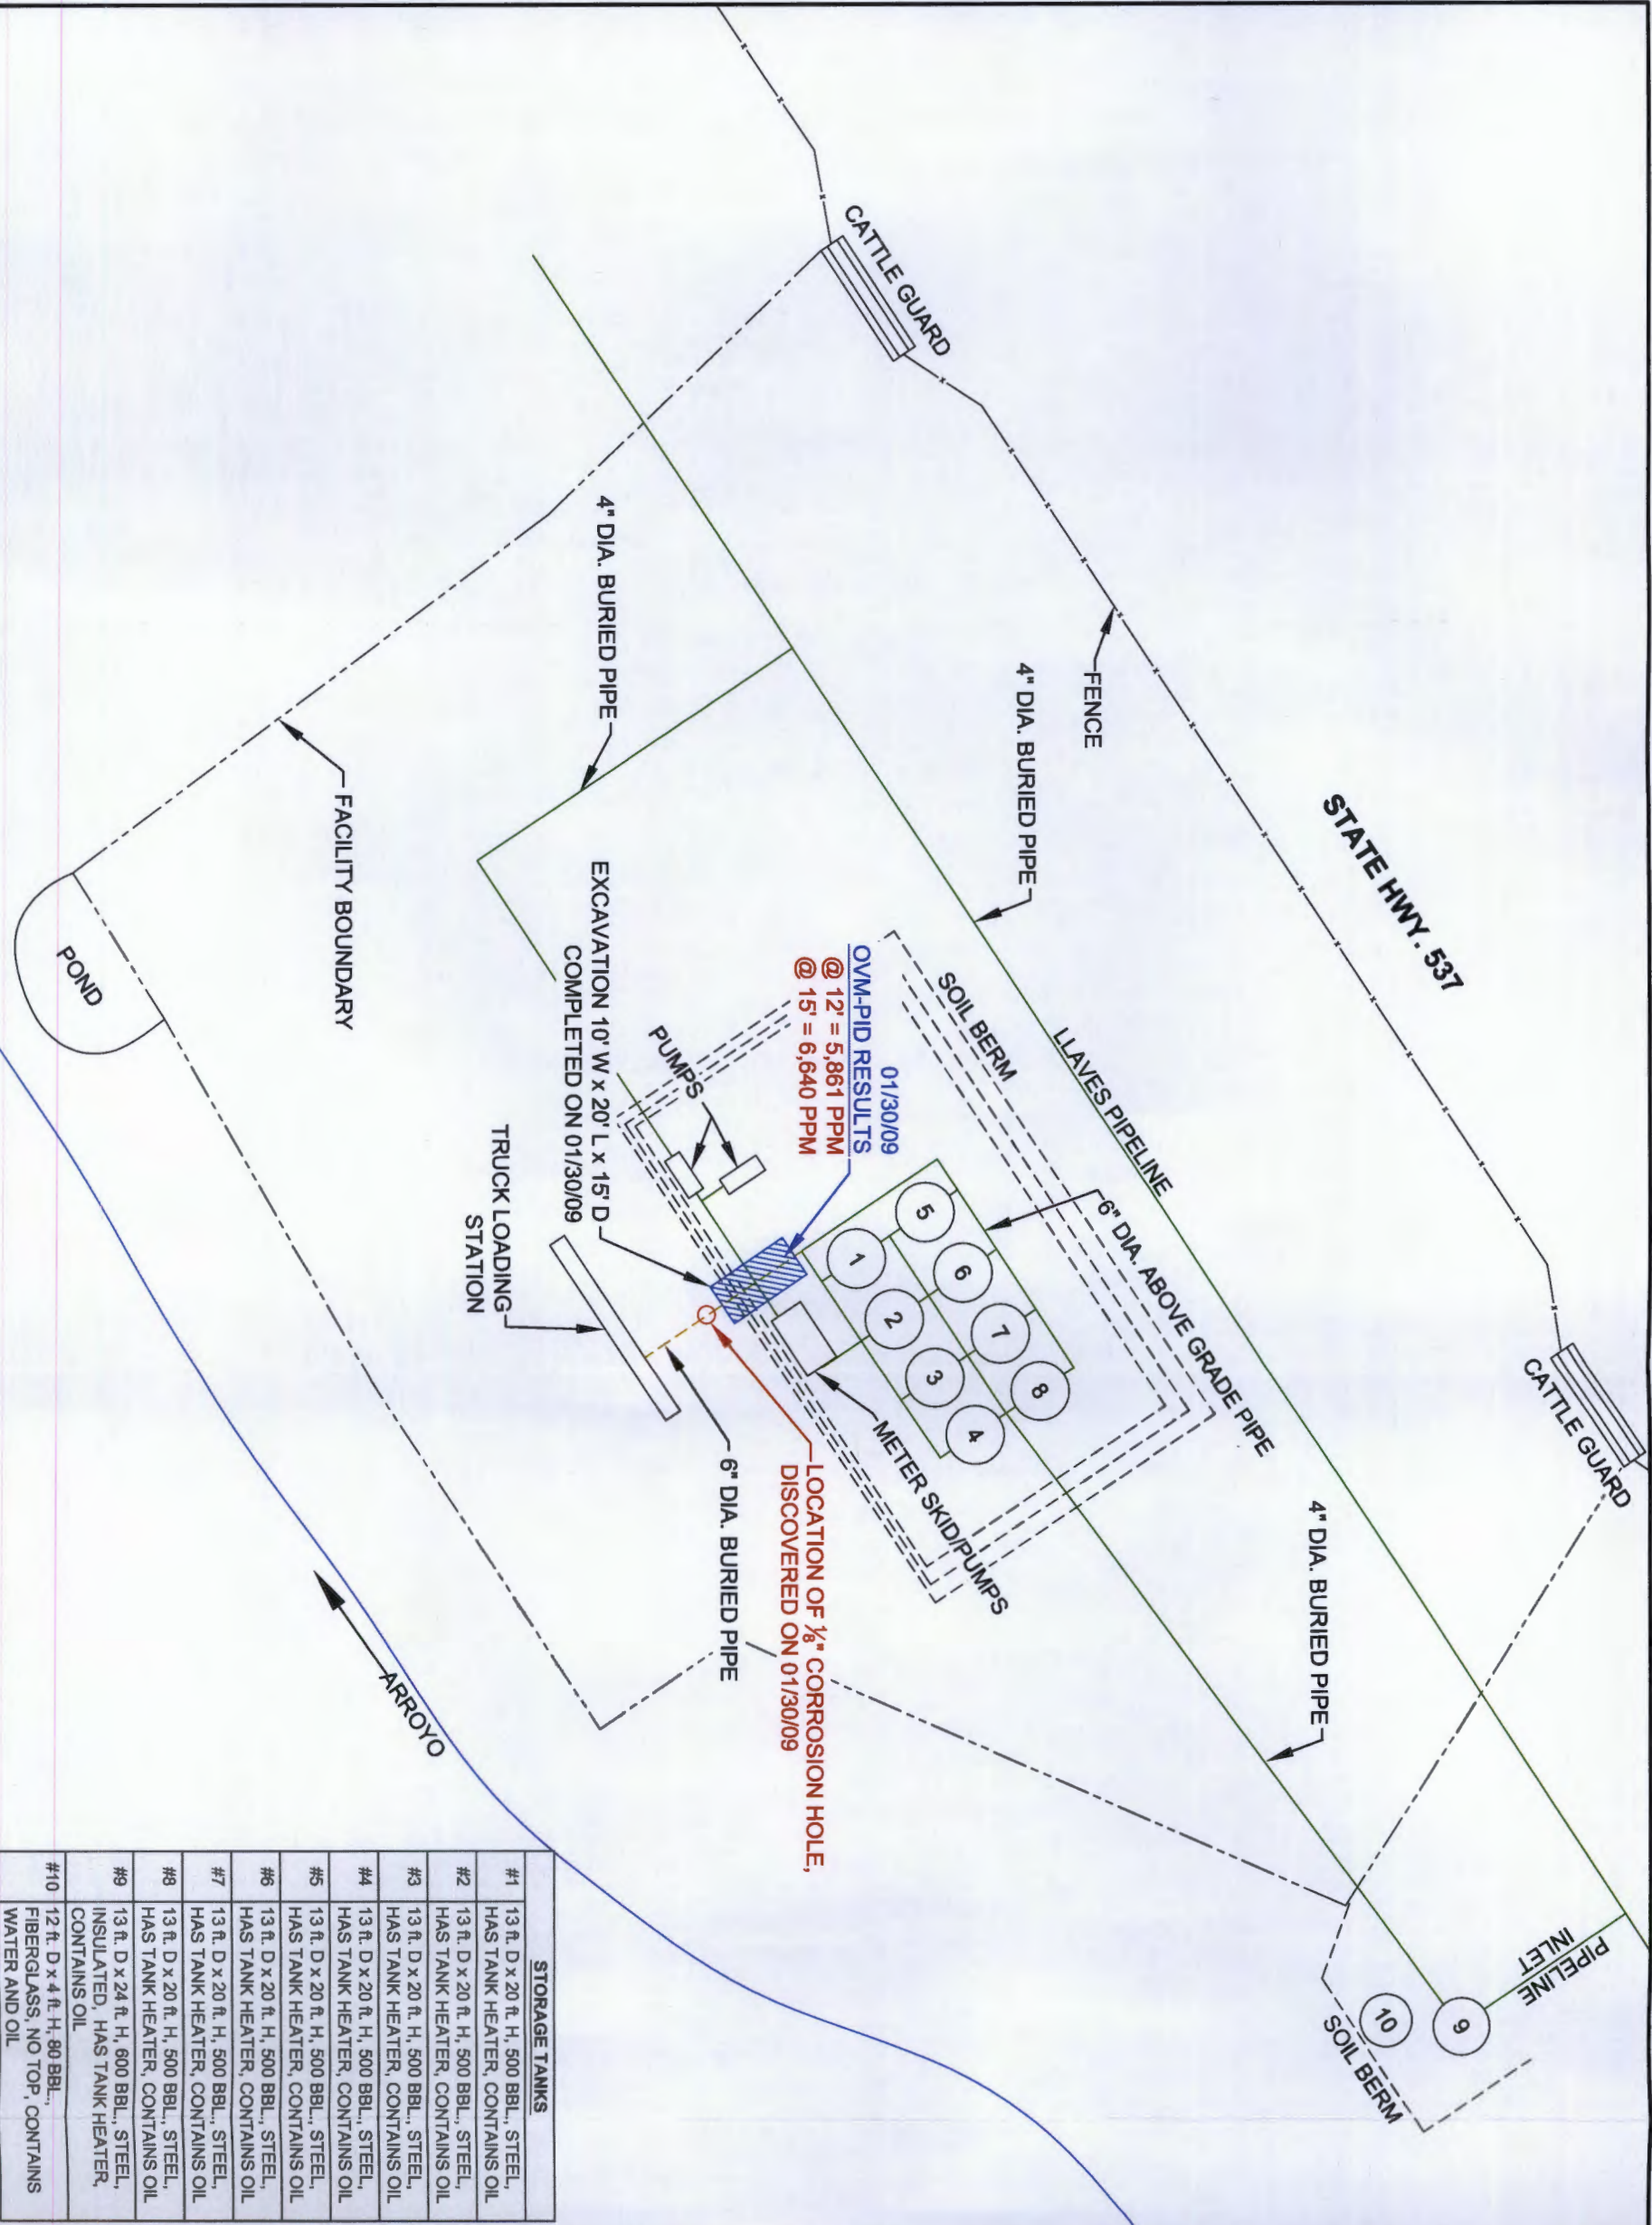 STATE HWY. 537
CATTLE GUARD
CATTLE GUARD
FENCE
4" DIA. BURIED PIPE
4" DIA. BURIED PIPE
4" DIA. BURIED PIPE
LLAVES PIPELINE
PIPELINE
INLET
9
10
SOIL BERM
SOIL BERM
6" DIA. ABOVE GRADE PIPE
01/30/09
OVM-PID RESULTS
@ 12' = 5,861 PPM
@ 15' = 6,640 PPM
5
6
7
8
1
2
3
4
METER SKID/PUMPS
PUMPS
EXCAVATION 10' W x 20' L x 15' D
COMPLETED ON 01/30/09
LOCATION OF ⅛" CORROSION HOLE,
DISCOVERED ON 01/30/09
6" DIA. BURIED PIPE
TRUCK LOADING
STATION
FACILITY BOUNDARY
POND
ARROYO
STORAGE TANKS
#1 13 ft. D x 20 ft. H, 500 BBL., STEEL,
HAS TANK HEATER, CONTAINS OIL
#2 13 ft. D x 20 ft. H, 500 BBL., STEEL,
HAS TANK HEATER, CONTAINS OIL
#3 13 ft. D x 20 ft. H, 500 BBL., STEEL,
HAS TANK HEATER, CONTAINS OIL
#4 13 ft. D x 20 ft. H, 500 BBL., STEEL,
HAS TANK HEATER, CONTAINS OIL
#5 13 ft. D x 20 ft. H, 500 BBL., STEEL,
HAS TANK HEATER, CONTAINS OIL
#6 13 ft. D x 20 ft. H, 500 BBL., STEEL,
HAS TANK HEATER, CONTAINS OIL
#7 13 ft. D x 20 ft. H, 500 BBL., STEEL,
HAS TANK HEATER, CONTAINS OIL
#8 13 ft. D x 20 ft. H, 500 BBL., STEEL,
HAS TANK HEATER, CONTAINS OIL
#9 13 ft. D x 24 ft. H, 600 BBL., STEEL,
INSULATED, HAS TANK HEATER,
CONTAINS OIL
#10 12 ft. D x 4 ft. H, 80 BBL.,
FIBERGLASS, NO TOP, CONTAINS
WATER AND OIL